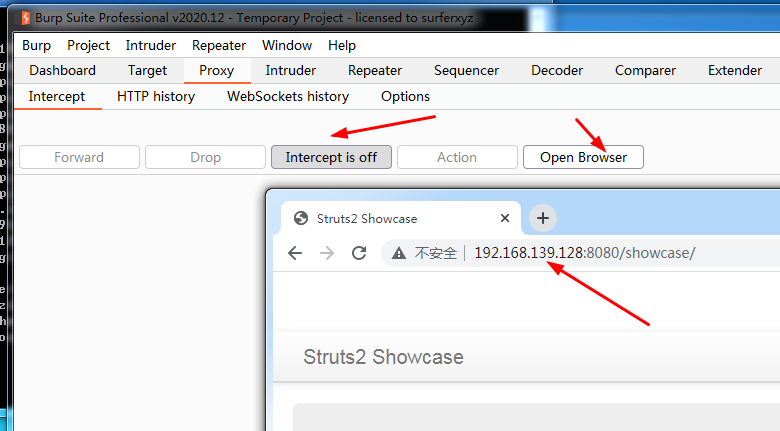 Burp Suite Professional v2020.12 - Temporary Project - licensed to surferxyz
Burp Project Intruder Repeater Window Help
Dashboard Target Proxy Intruder Repeater Sequencer Decoder Comparer Extender
Intercept HTTP history WebSockets history Options
Forward Drop Intercept is off Action Open Browser
Struts2 Showcase
不安全 192.168.139.128:8080/showcase/
Struts2 Showcase